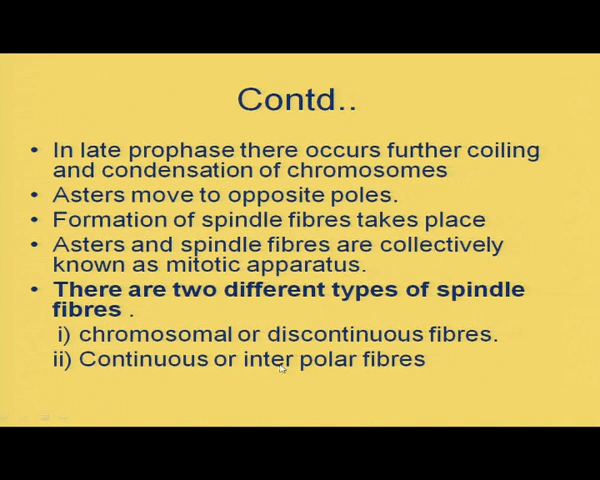 Contd..
• In late prophase there occurs further coiling
and condensation of chromosomes
• Asters move to opposite poles.
• Formation of spindle fibres takes place
• Asters and spindle fibres are collectively
known as mitotic apparatus.
• There are two different types of spindle
fibres .
i) chromosomal or discontinuous fibres.
ii) Continuous or inter polar fibres